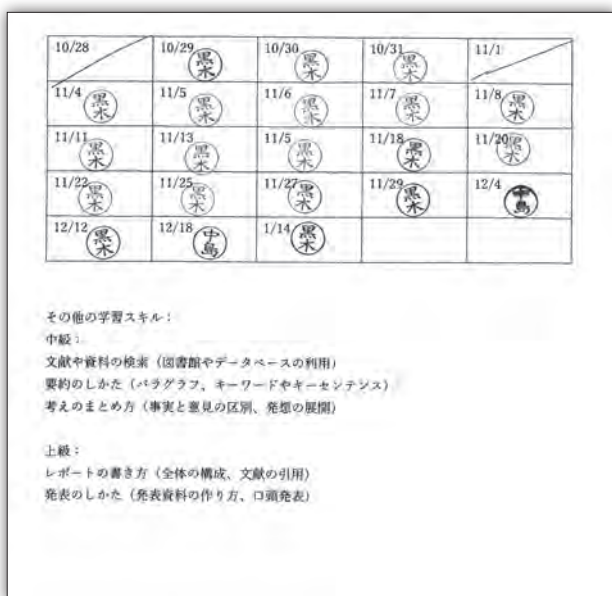 10/28 10/29 黒木 10/30 黒木 10/31 黒木 11/1
11/4 黒木 11/5 黒木 11/6 黒木 11/7 黒木 11/8 黒木
11/11 黒木 11/13 黒木 11/5 黒木 11/18 黒木 11/20 黒木
11/22 黒木 11/25 黒木 11/27 黒木 11/29 黒木 12/4 中島
12/12 黒木 12/18 中島 1/14 黒木
その他の学習スキル：
中級：
文献や資料の検索（図書館やデータベースの利用）
要約のしかた（パラグラフ、キーワードやキーセンテンス）
考えのまとめ方（事実と意見の区別、発想の展開）
上級：
レポートの書き方（全体の構成、文献の引用）
発表のしかた（発表資料の作り方、口頭発表）